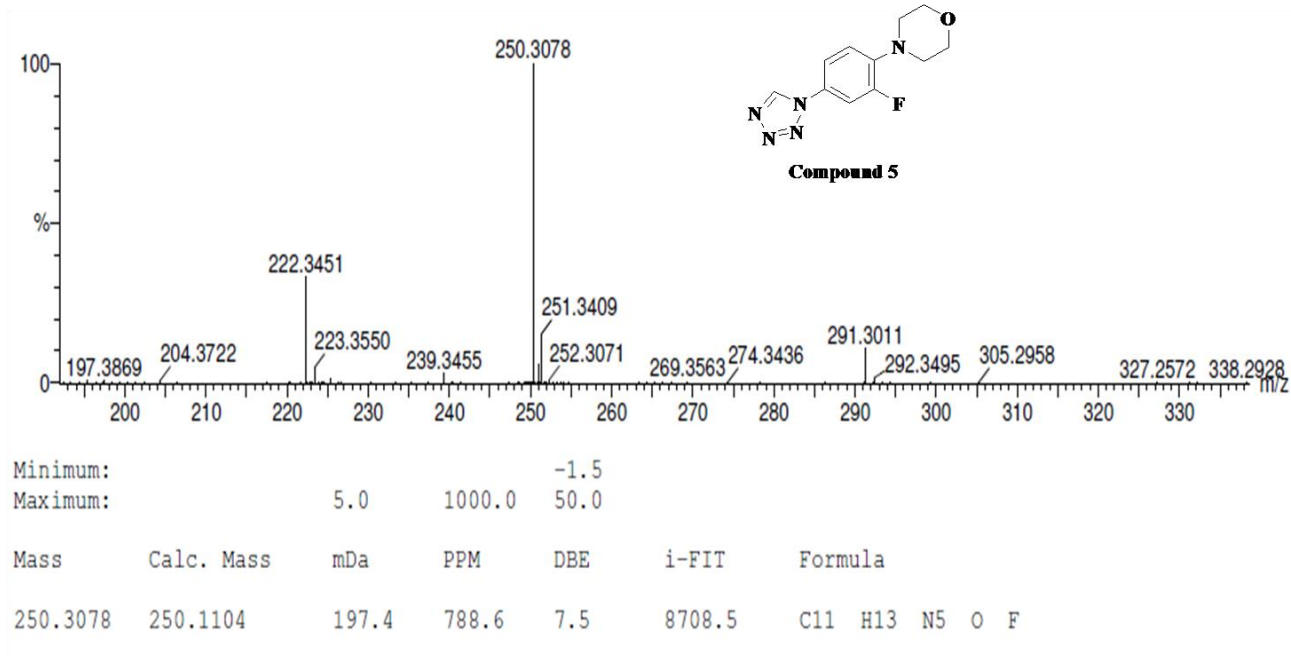 250.3078
100
%
0
222.3451
251.3409
223.3550
291.3011
197.3869
204.3722
239.3455
252.3071
269.3563
274.3436
292.3495
305.2958
327.2572
338.2928
m/z
200 210 220 230 240 250 260 270 280 290 300 310 320 330
O
N
F
N
N
N
N
Compound 5
Minimum: -1.5
Maximum: 5.0 1000.0 50.0
Mass Calc. Mass mDa PPM DBE i-FIT Formula
250.3078 250.1104 197.4 788.6 7.5 8708.5 C11 H13 N5 O F